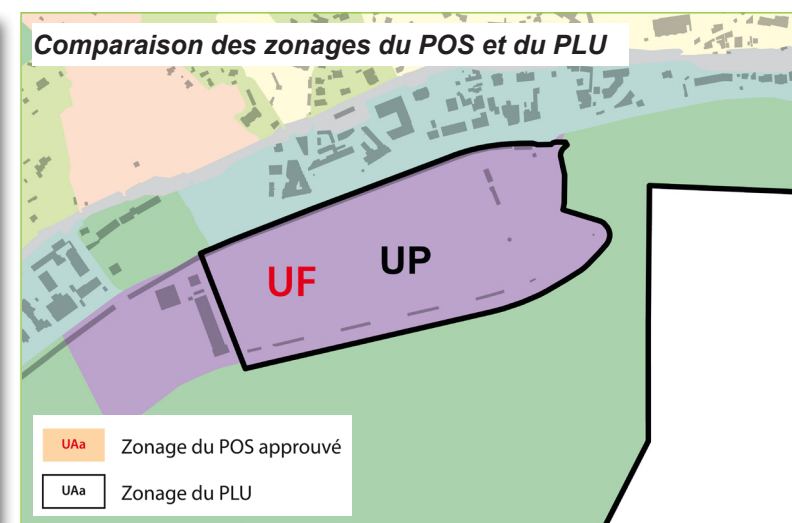 Comparaison des zonages du POS et du PLU
UF
UP
UAa Zonage du POS approuvé
UAa Zonage du PLU